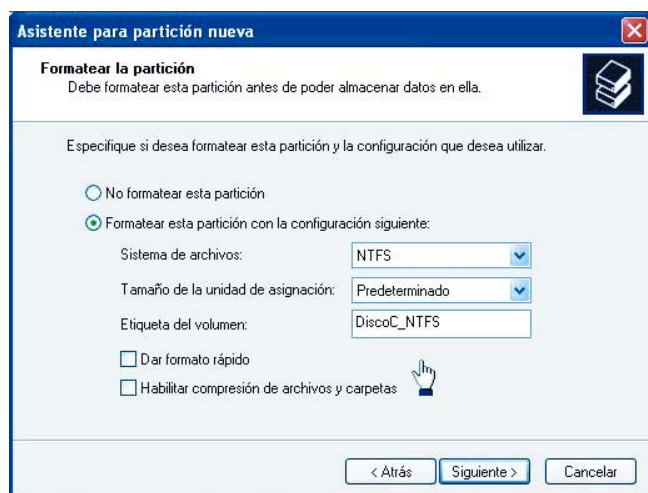 Asistente para partición nueva
Formatear la partición
Debe formatear esta partición antes de poder almacenar datos en ella.
Especifique si desea formatear esta partición y la configuración que desea utilizar.
No formatear esta partición
Formatear esta partición con la configuración siguiente:
Sistema de archivos: NTFS
Tamaño de la unidad de asignación: Predeterminado
Etiqueta del volumen: DiscoC_NTFS
Dar formato rápido
Habilitar compresión de archivos y carpetas
< Atrás Siguiente > Cancelar